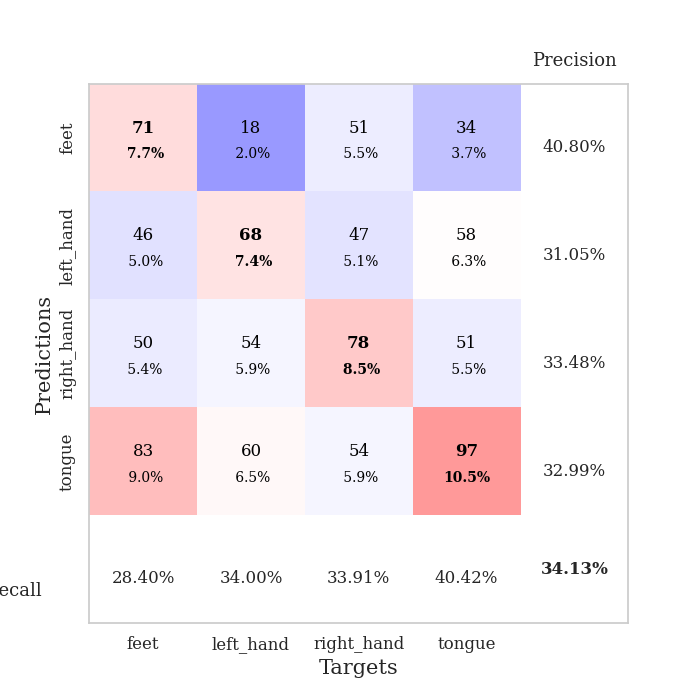 Precision
feet
71 18 51 34
7.7% 2.0% 5.5% 3.7%
40.80%
left_hand
46 68 47 58
5.0% 7.4% 5.1% 6.3%
31.05%
right_hand
50 54 78 51
5.4% 5.9% 8.5% 5.5%
33.48%
tongue
83 60 54 97
9.0% 6.5% 5.9% 10.5%
32.99%
Predictions
ecall
28.40% 34.00% 33.91% 40.42%
34.13%
feet left_hand right_hand tongue
Targets